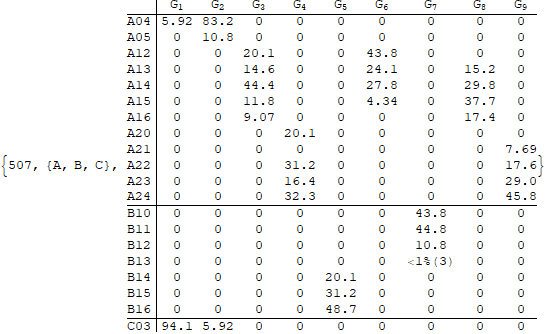 G1 G2 G3 G4 G5 G6 G7 G8 G9
A04 5.92 83.2 0 0 0 0 0 0 0
A05 0 10.8 0 0 0 0 0 0 0
A12 0 0 20.1 0 0 43.8 0 0 0
A13 0 0 14.6 0 0 24.1 0 15.2 0
A14 0 0 44.4 0 0 27.8 0 29.8 0
A15 0 0 11.8 0 0 4.34 0 37.7 0
A16 0 0 9.07 0 0 0 0 17.4 0
A20 0 0 0 20.1 0 0 0 0 0
A21 0 0 0 0 0 0 0 0 7.69
{507, {A, B, C}, A22 0 0 0 31.2 0 0 0 0 17.6}
A23 0 0 0 16.4 0 0 0 0 29.0
A24 0 0 0 32.3 0 0 0 0 45.8
B10 0 0 0 0 0 0 43.8 0 0
B11 0 0 0 0 0 0 44.8 0 0
B12 0 0 0 0 0 0 10.8 0 0
B13 0 0 0 0 0 0 <1%(3) 0 0
B14 0 0 0 0 20.1 0 0 0 0
B15 0 0 0 0 31.2 0 0 0 0
B16 0 0 0 0 48.7 0 0 0 0
C03 94.1 5.92 0 0 0 0 0 0 0